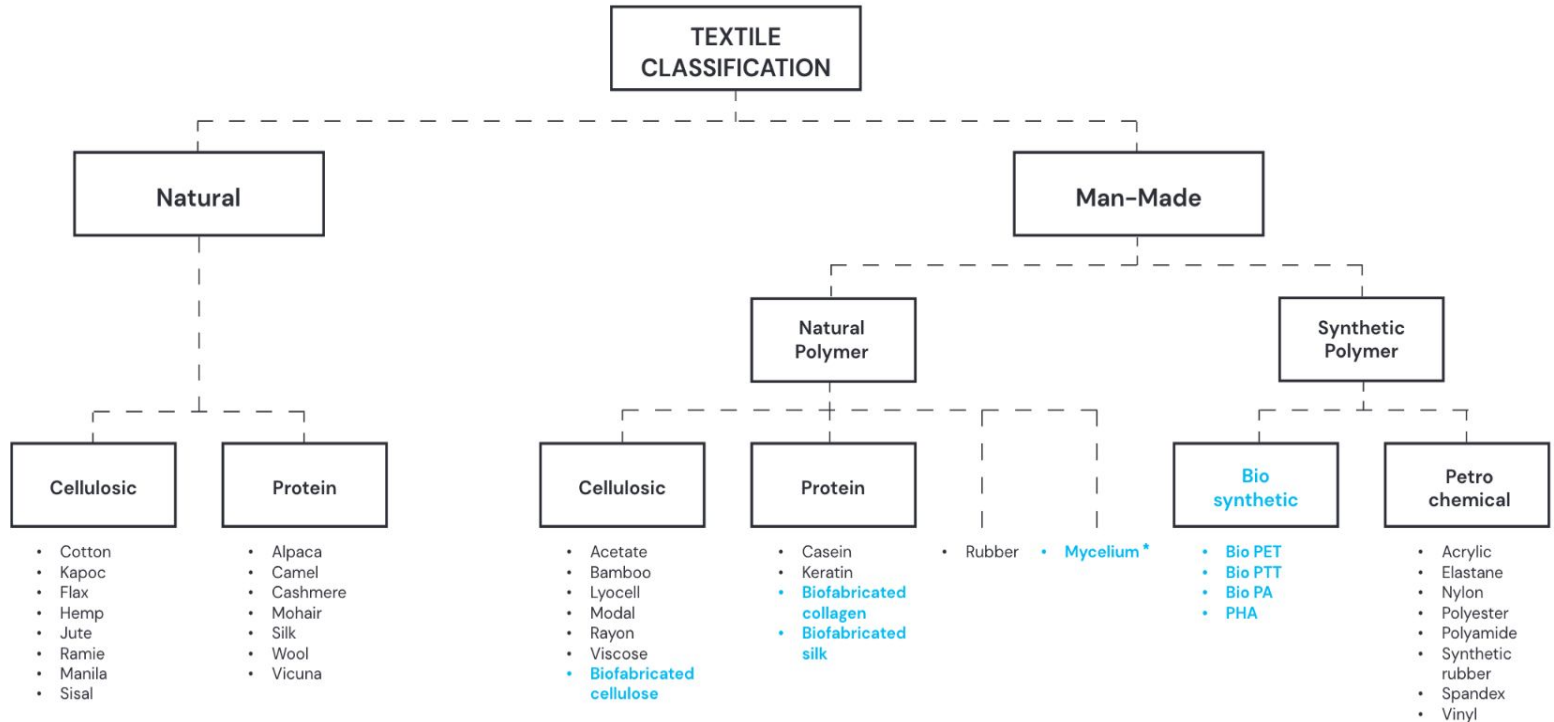 TEXTILE
CLASSIFICATION
Natural
Man-Made
Natural
Polymer
Synthetic
Polymer
Cellulosic
• Cotton
• Kapoc
• Flax
• Hemp
• Jute
• Ramie
• Manila
• Sisal
Protein
• Alpaca
• Camel
• Cashmere
• Mohair
• Silk
• Wool
• Vicuna
Cellulosic
• Acetate
• Bamboo
• Lyocell
• Modal
• Rayon
• Viscose
• Biofabricated
cellulose
Protein
• Casein
• Keratin
• Biofabricated
collagen
• Biofabricated
silk
• Rubber
• Mycelium*
Bio
synthetic
• Bio PET
• Bio PTT
• Bio PA
• PHA
Petro
chemical
• Acrylic
• Elastane
• Nylon
• Polyester
• Polyamide
• Synthetic
rubber
• Spandex
• Vinyl